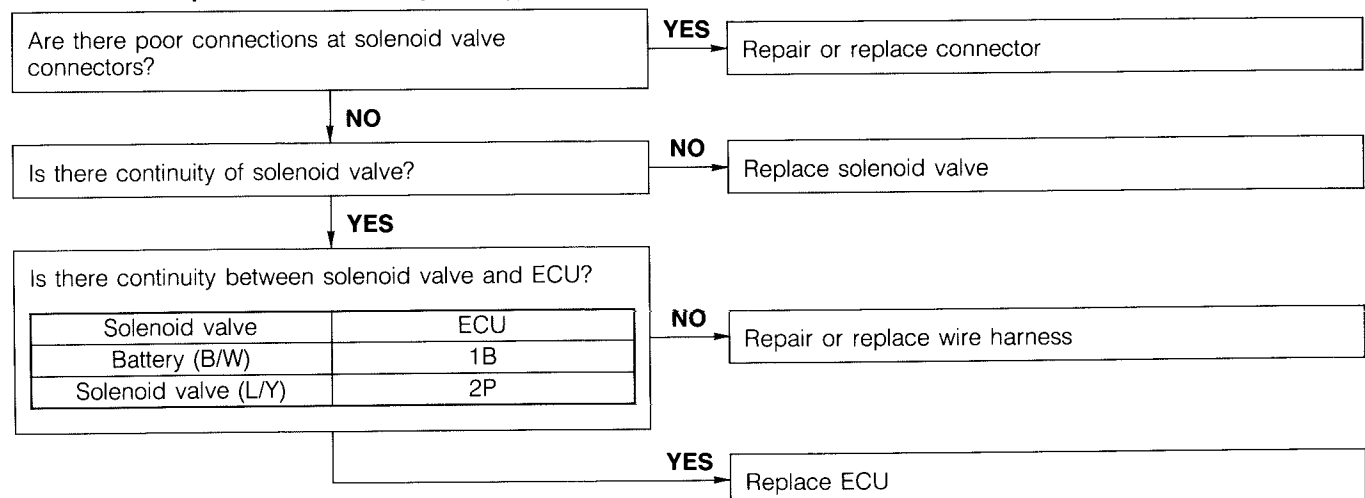 Are there poor connections at solenoid valve
connectors?
YES
Repair or replace connector
NO
Is there continuity of solenoid valve?
NO
Replace solenoid valve
YES
Is there continuity between solenoid valve and ECU?
Solenoid valve ECU
Battery (B/W) 1B
Solenoid valve (L/Y) 2P
NO
Repair or replace wire harness
YES
Replace ECU